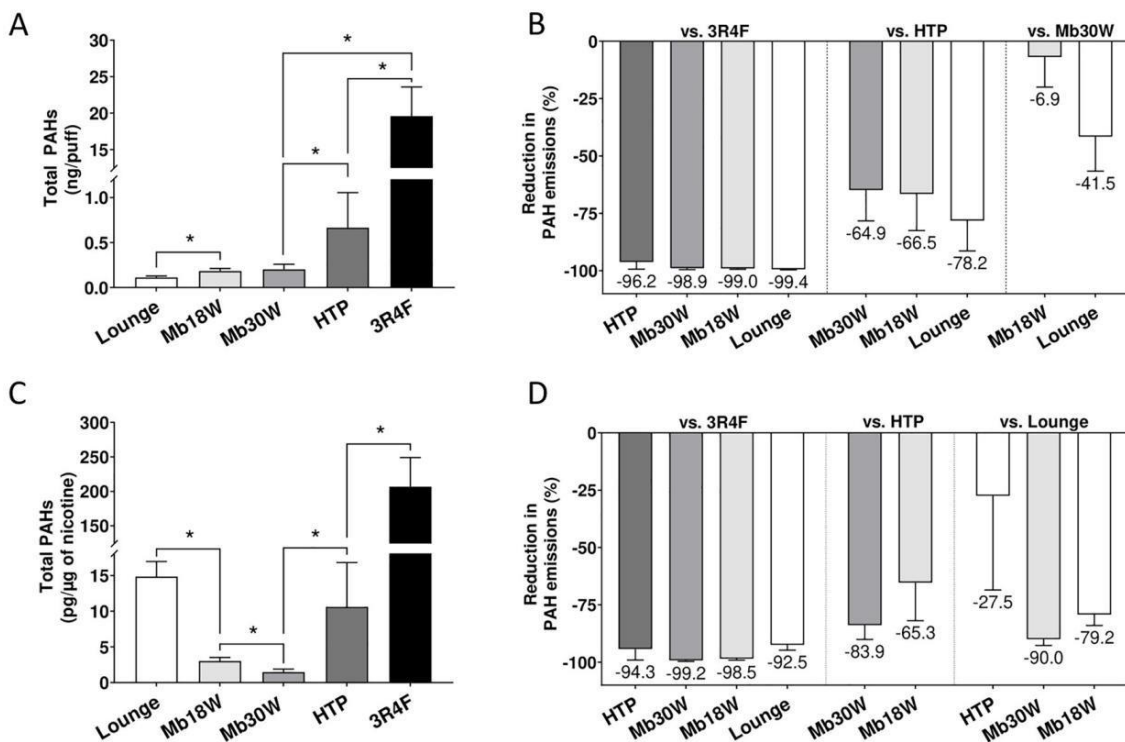 A
Total PAHs
(ng/puff)
30
25
20
15
1.0
0.5
0.0
*
*
*
*
Lounge
Mb18W
Mb30W
HTP
3R4F
B
Reduction in
PAH emissions (%)
vs. 3R4F
vs. HTP
vs. Mb30W
0
-25
-50
-75
-100
-96.2
-98.9
-99.0
-99.4
-64.9
-66.5
-78.2
-6.9
-41.5
HTP
Mb30W
Mb18W
Lounge
Mb30W
Mb18W
Lounge
Mb18W
Lounge
C
Total PAHs
(pg/µg of nicotine)
300
250
200
150
15
10
5
0
*
*
*
*
Lounge
Mb18W
Mb30W
HTP
3R4F
D
Reduction in
PAH emissions (%)
vs. 3R4F
vs. HTP
vs. Lounge
0
-25
-50
-75
-100
-94.3
-99.2
-98.5
-92.5
-83.9
-65.3
-27.5
-90.0
-79.2
HTP
Mb30W
Mb18W
Lounge
Mb30W
Mb18W
HTP
Mb30W
Mb18W